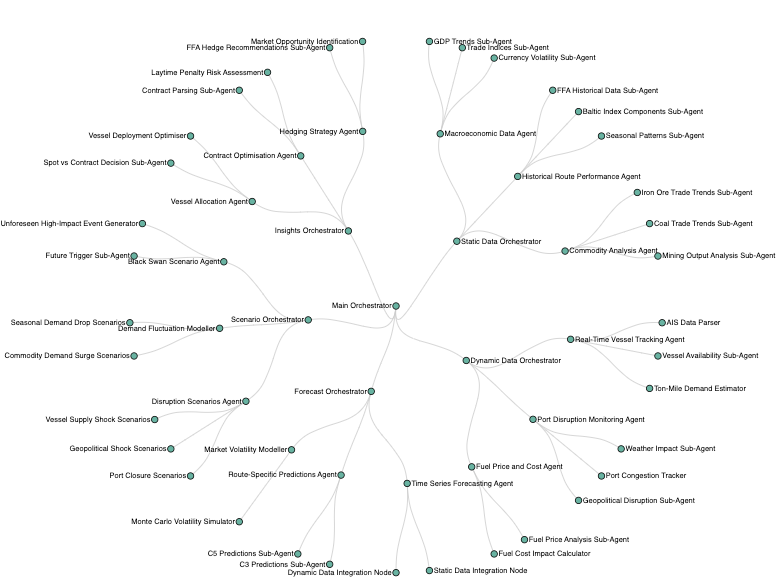 Market Opportunity Identification
GDP Trends Sub-Agent
FFA Hedge Recommendations Sub-Agent
Trade Indices Sub-Agent
Currency Volatility Sub-Agent
Laytime Penalty Risk Assessment
Contract Parsing Sub-Agent
FFA Historical Data Sub-Agent
Baltic Index Components Sub-Agent
Hedging Strategy Agent
Macroeconomic Data Agent
Vessel Deployment Optimiser
Seasonal Patterns Sub-Agent
Contract Optimisation Agent
Spot vs Contract Decision Sub-Agent
Historical Route Performance Agent
Iron Ore Trade Trends Sub-Agent
Vessel Allocation Agent
Unforeseen High-Impact Event Generator
Coal Trade Trends Sub-Agent
Insights Orchestrator
Static Data Orchestrator
Commodity Analysis Agent
Future Trigger Sub-Agent
Mining Output Analysis Sub-Agent
Black Swan Scenario Agent
Main Orchestrator
Scenario Orchestrator
Seasonal Demand Drop Scenarios
AIS Data Parser
Demand Fluctuation Modeller
Real-Time Vessel Tracking Agent
Commodity Demand Surge Scenarios
Vessel Availability Sub-Agent
Dynamic Data Orchestrator
Ton-Mile Demand Estimator
Forecast Orchestrator
Disruption Scenarios Agent
Vessel Supply Shock Scenarios
Port Disruption Monitoring Agent
Geopolitical Shock Scenarios
Market Volatility Modeller
Weather Impact Sub-Agent
Fuel Price and Cost Agent
Port Closure Scenarios
Route-Specific Predictions Agent
Port Congestion Tracker
Time Series Forecasting Agent
Geopolitical Disruption Sub-Agent
Monte Carlo Volatility Simulator
Fuel Price Analysis Sub-Agent
C5 Predictions Sub-Agent
Fuel Cost Impact Calculator
C3 Predictions Sub-Agent
Dynamic Data Integration Node
Static Data Integration Node